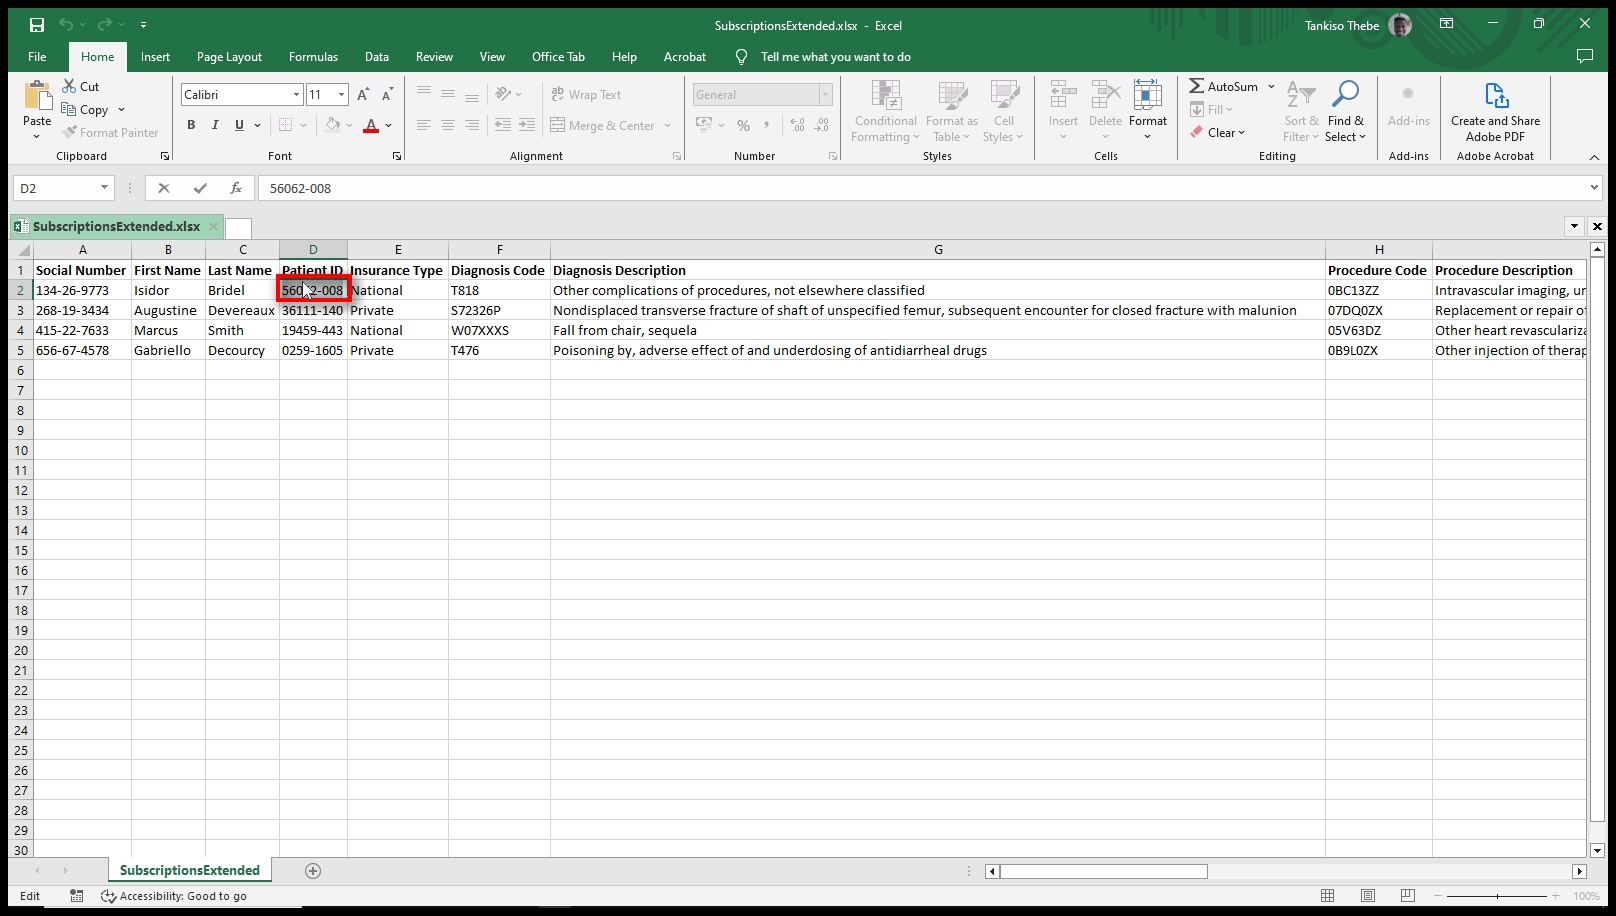 SubscriptionsExtended.xlsx - Excel
Tankiso Thebe
File Home Insert Page Layout Formulas Data Review View Office Tab Help Acrobat Tell me what you want to do
Paste
Cut
Copy
Format Painter
Clipboard
Calibri 11
B I U
Font
ab Wrap Text
Merge & Center
Alignment
General
Number
Conditional Formatting
Format as Table
Cell Styles
Styles
Insert Delete Format
Cells
AutoSum
Fill
Clear
Sort & Filter
Find & Select
Editing
Add-ins
Add-ins
Create and Share Adobe PDF
Adobe Acrobat
D2 fx 56062-008
SubscriptionsExtended.xlsx
A B C D E F G H
1 Social Number First Name Last Name Patient ID Insurance Type Diagnosis Code Diagnosis Description Procedure Code Procedure Description
2 134-26-9773 Isidor Bridel 56062-008 National T818 Other complications of procedures, not elsewhere classified 0BC13ZZ Intravascular imaging, ur
3 268-19-3434 Augustine Devereaux 36111-140 Private S72326P Nondisplaced transverse fracture of shaft of unspecified femur, subsequent encounter for closed fracture with malunion 07DQ0ZX Replacement or repair of
4 415-22-7633 Marcus Smith 19459-443 National W07XXXS Fall from chair, sequela 05V63DZ Other heart revasculariza
5 656-67-4578 Gabriello Decourcy 0259-1605 Private T476 Poisoning by, adverse effect of and underdosing of antidiarrheal drugs 0B9L0ZX Other injection of therap
6
7
8
9
10
11
12
13
14
15
16
17
18
19
20
21
22
23
24
25
26
27
28
29
30
SubscriptionsExtended
Edit Accessibility: Good to go 100%